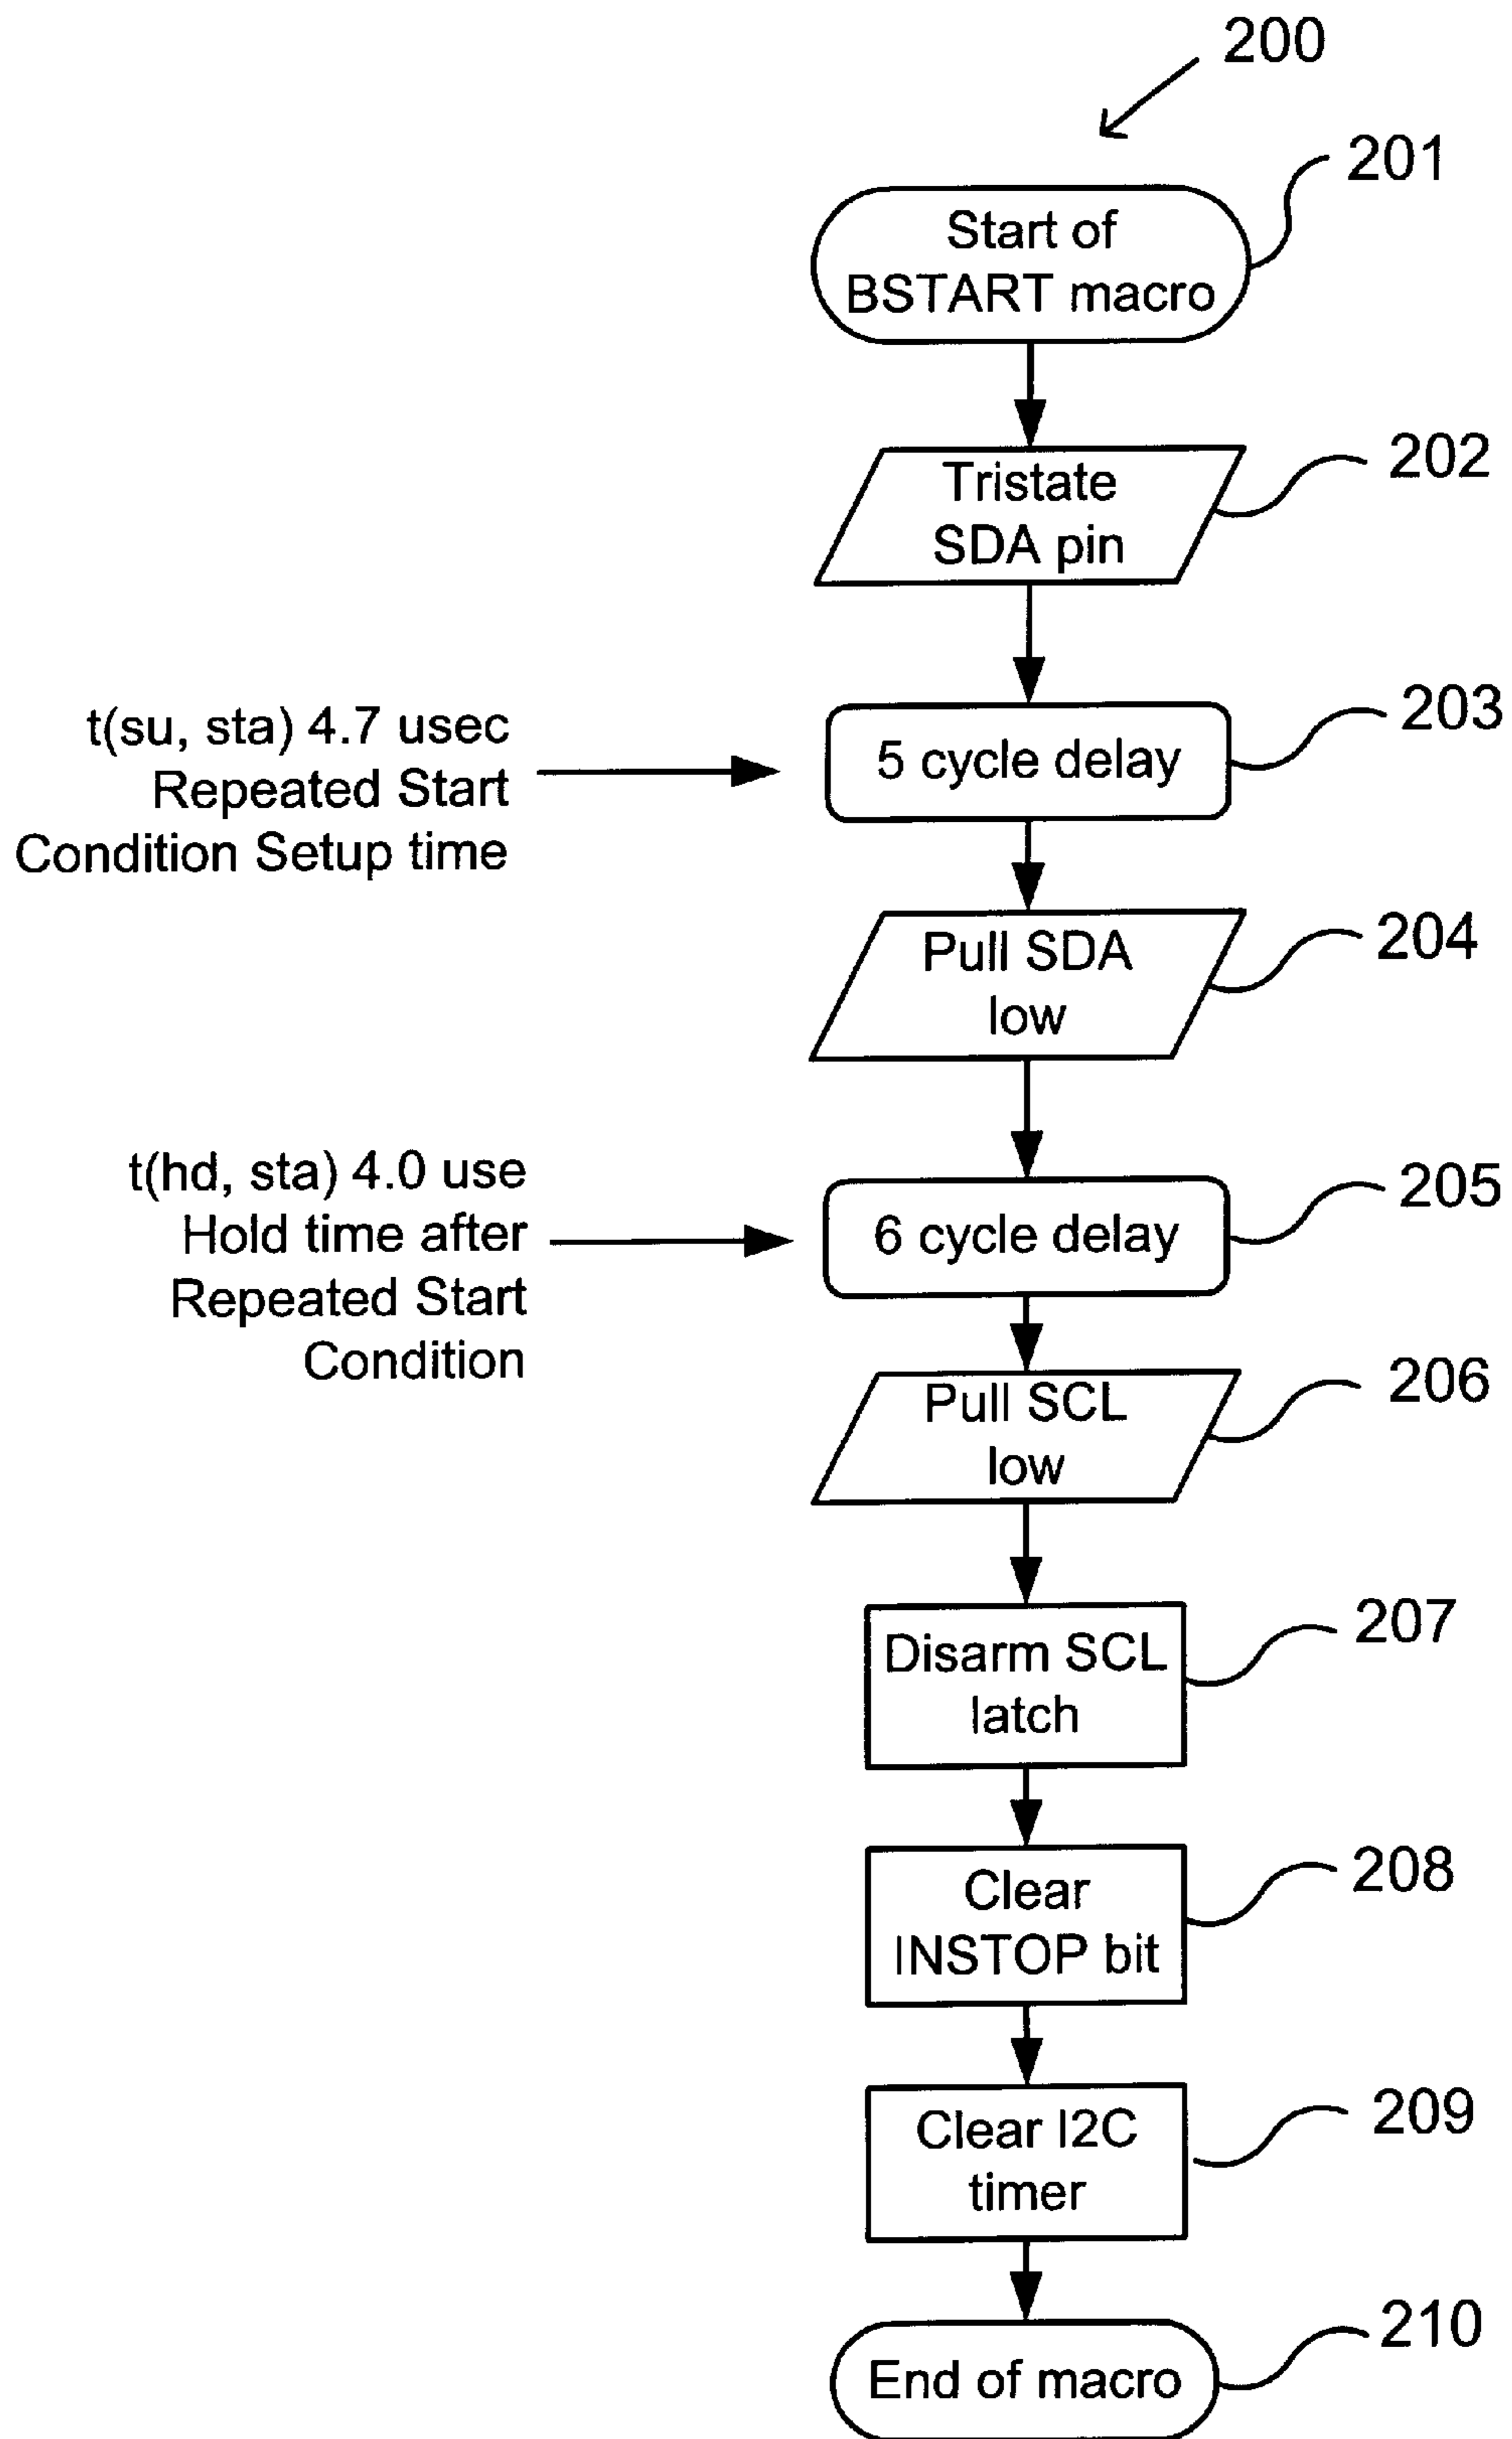 200
201
Start of
BSTART macro
202
Tristate
SDA pin
203
t(su, sta) 4.7 usec
Repeated Start
Condition Setup time
5 cycle delay
204
Pull SDA
low
t(hd, sta) 4.0 use
Hold time after
Repeated Start
Condition
205
6 cycle delay
206
Pull SCL
low
207
Disarm SCL
latch
208
Clear
INSTOP bit
209
Clear I2C
timer
210
End of macro